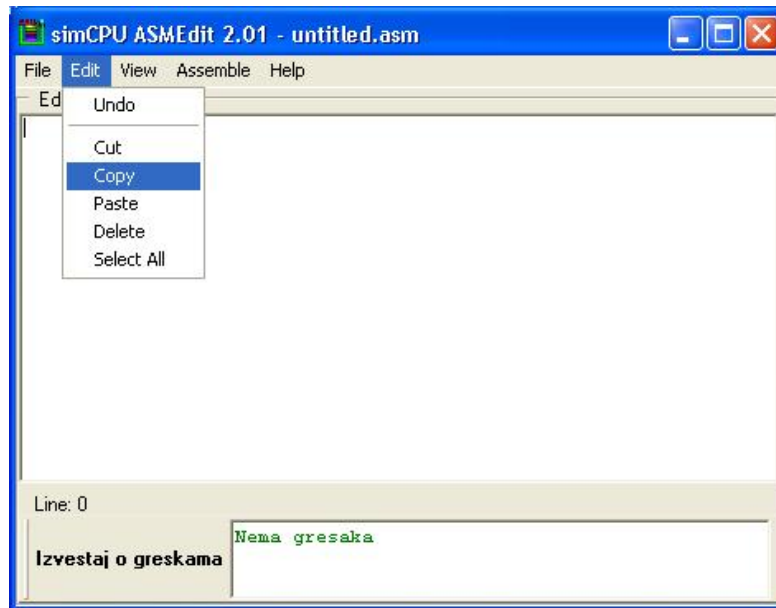 simCPU ASMEdit 2.01 - untitled.asm
File Edit View Assemble Help
Undo
Cut
Copy
Paste
Delete
Select All
Line: 0
Izvestaj o greskama
Nema gresaka